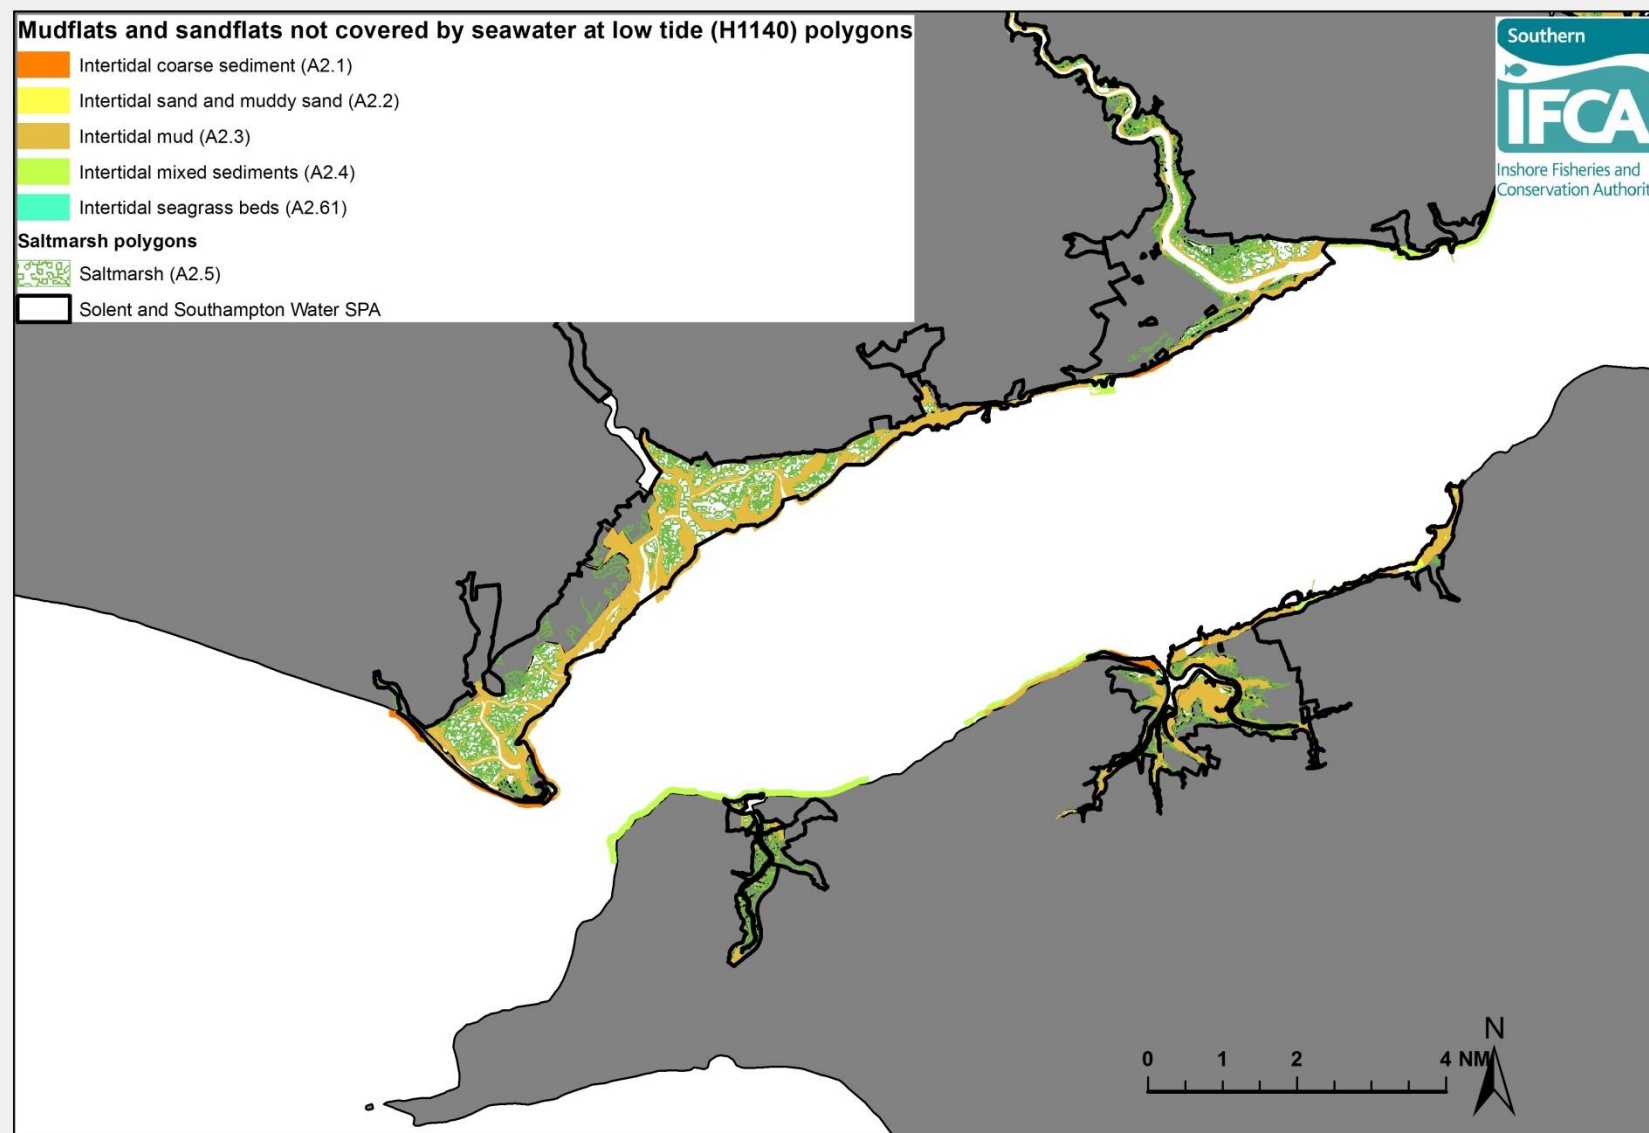 Mudflats and sandflats not covered by seawater at low tide (H1140) polygons
Intertidal coarse sediment (A2.1)
Intertidal sand and muddy sand (A2.2)
Intertidal mud (A2.3)
Intertidal mixed sediments (A2.4)
Intertidal seagrass beds (A2.61)
Saltmarsh polygons
Saltmarsh (A2.5)
Solent and Southampton Water SPA
Southern
IFCA
Inshore Fisheries and
Conservation Authorit
N
0 1 2 4 NM